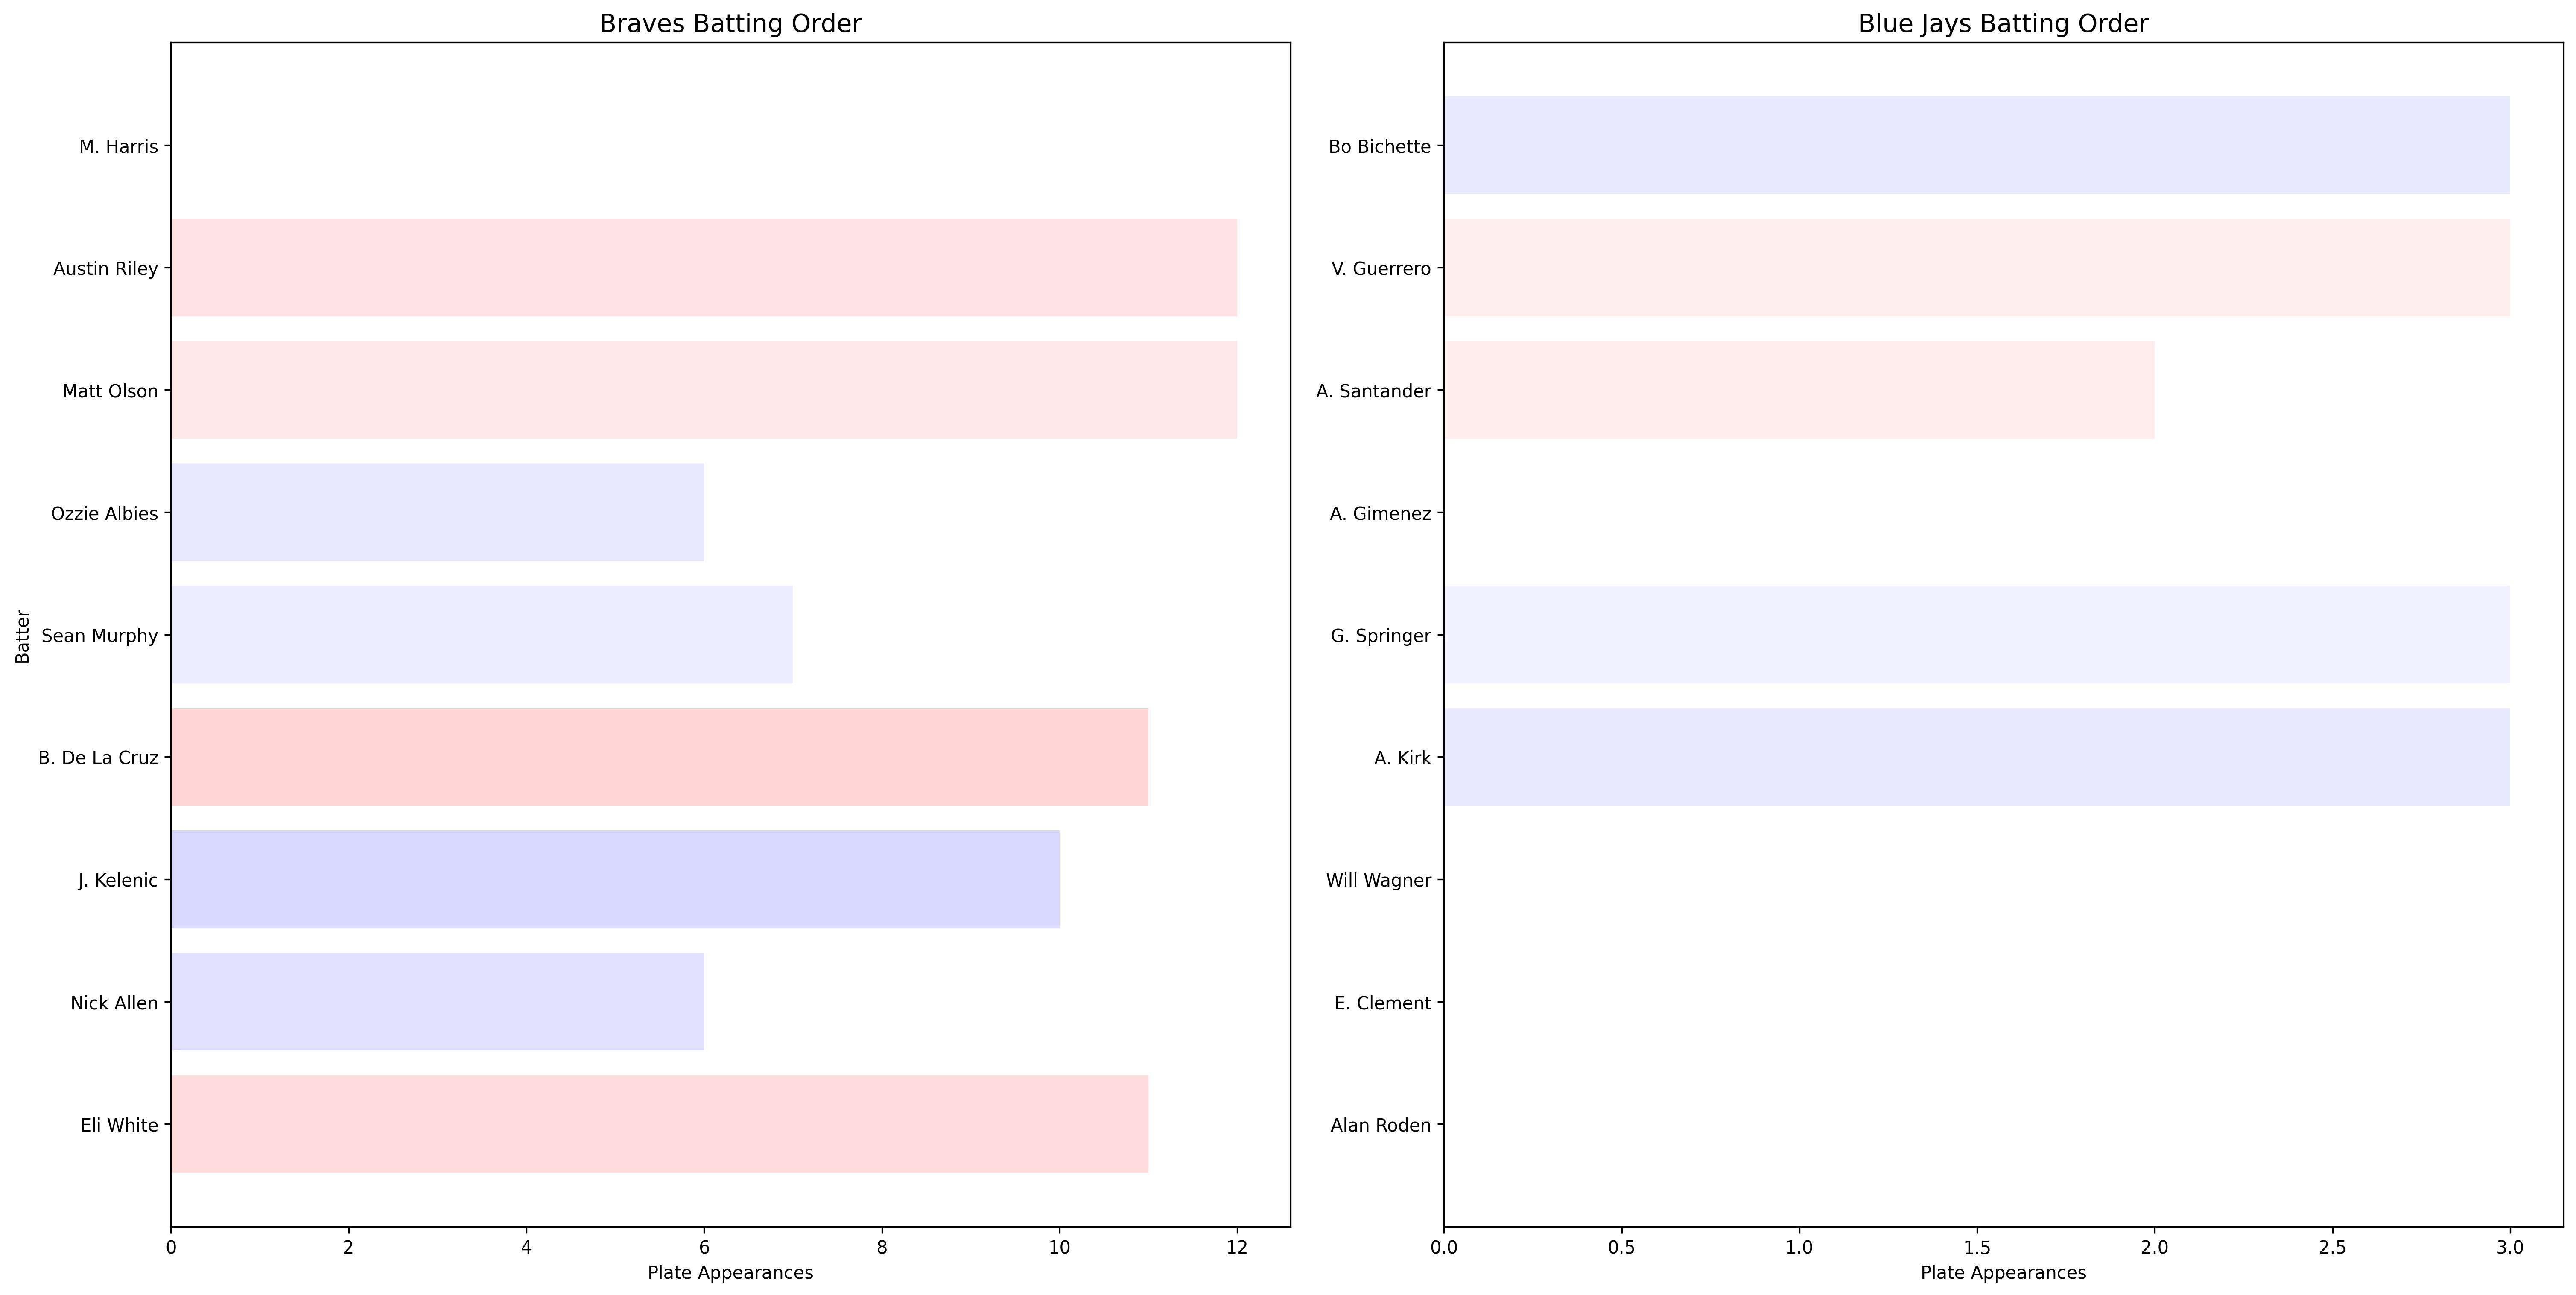 Braves Batting Order
Batter
M. Harris
Austin Riley
Matt Olson
Ozzie Albies
Sean Murphy
B. De La Cruz
J. Kelenic
Nick Allen
Eli White
0 2 4 6 8 10 12
Plate Appearances
Blue Jays Batting Order
Bo Bichette
V. Guerrero
A. Santander
A. Gimenez
G. Springer
A. Kirk
Will Wagner
E. Clement
Alan Roden
0.0 0.5 1.0 1.5 2.0 2.5 3.0
Plate Appearances